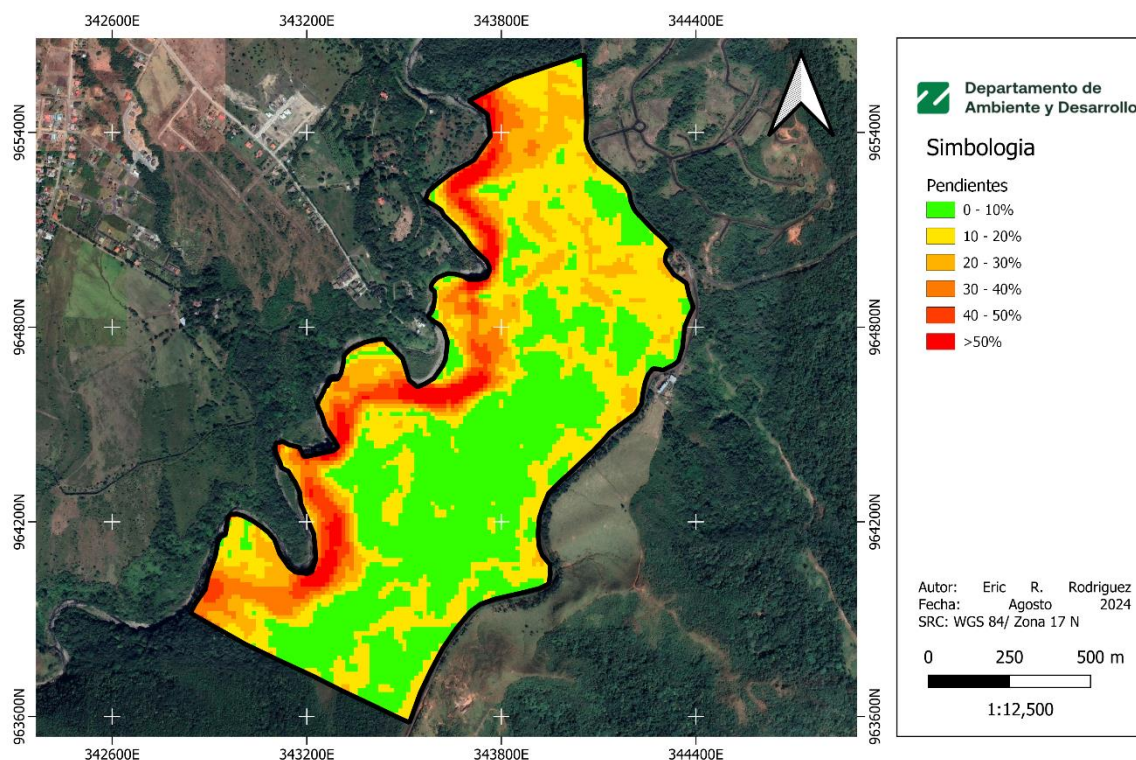 342600E
343200E
343800E
344400E
965400N
964800N
964200N
963600N
965400N
964800N
964200N
963600N
342600E
343200E
343800E
344400E
Departamento de
Ambiente y Desarrollo
Simbologia
Pendientes
0 - 10%
10 - 20%
20 - 30%
30 - 40%
40 - 50%
>50%
Autor: Eric R. Rodriguez
Fecha: Agosto 2024
SRC: WGS 84/ Zona 17 N
0 250 500 m
1:12,500